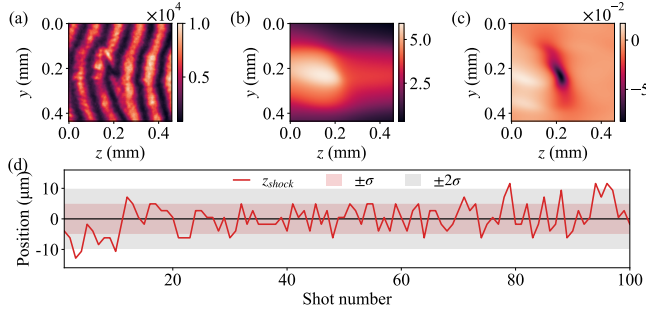 (a) ×10⁴ (b) (c) ×10⁻²
0.0 1.0 0.0 0.0 0
y (mm) 0.2 y (mm) 0.2 5.0 y (mm) 0.2
0.4 0.5 0.4 2.5 0.4 −5
0.0 0.2 0.4 0.0 0.2 0.4 0.0 0.2 0.4
z (mm) z (mm) z (mm)
(d)
z_shock ±σ ±2σ
10
0
-10
Position (μm)
20 40 60 80 100
Shot number